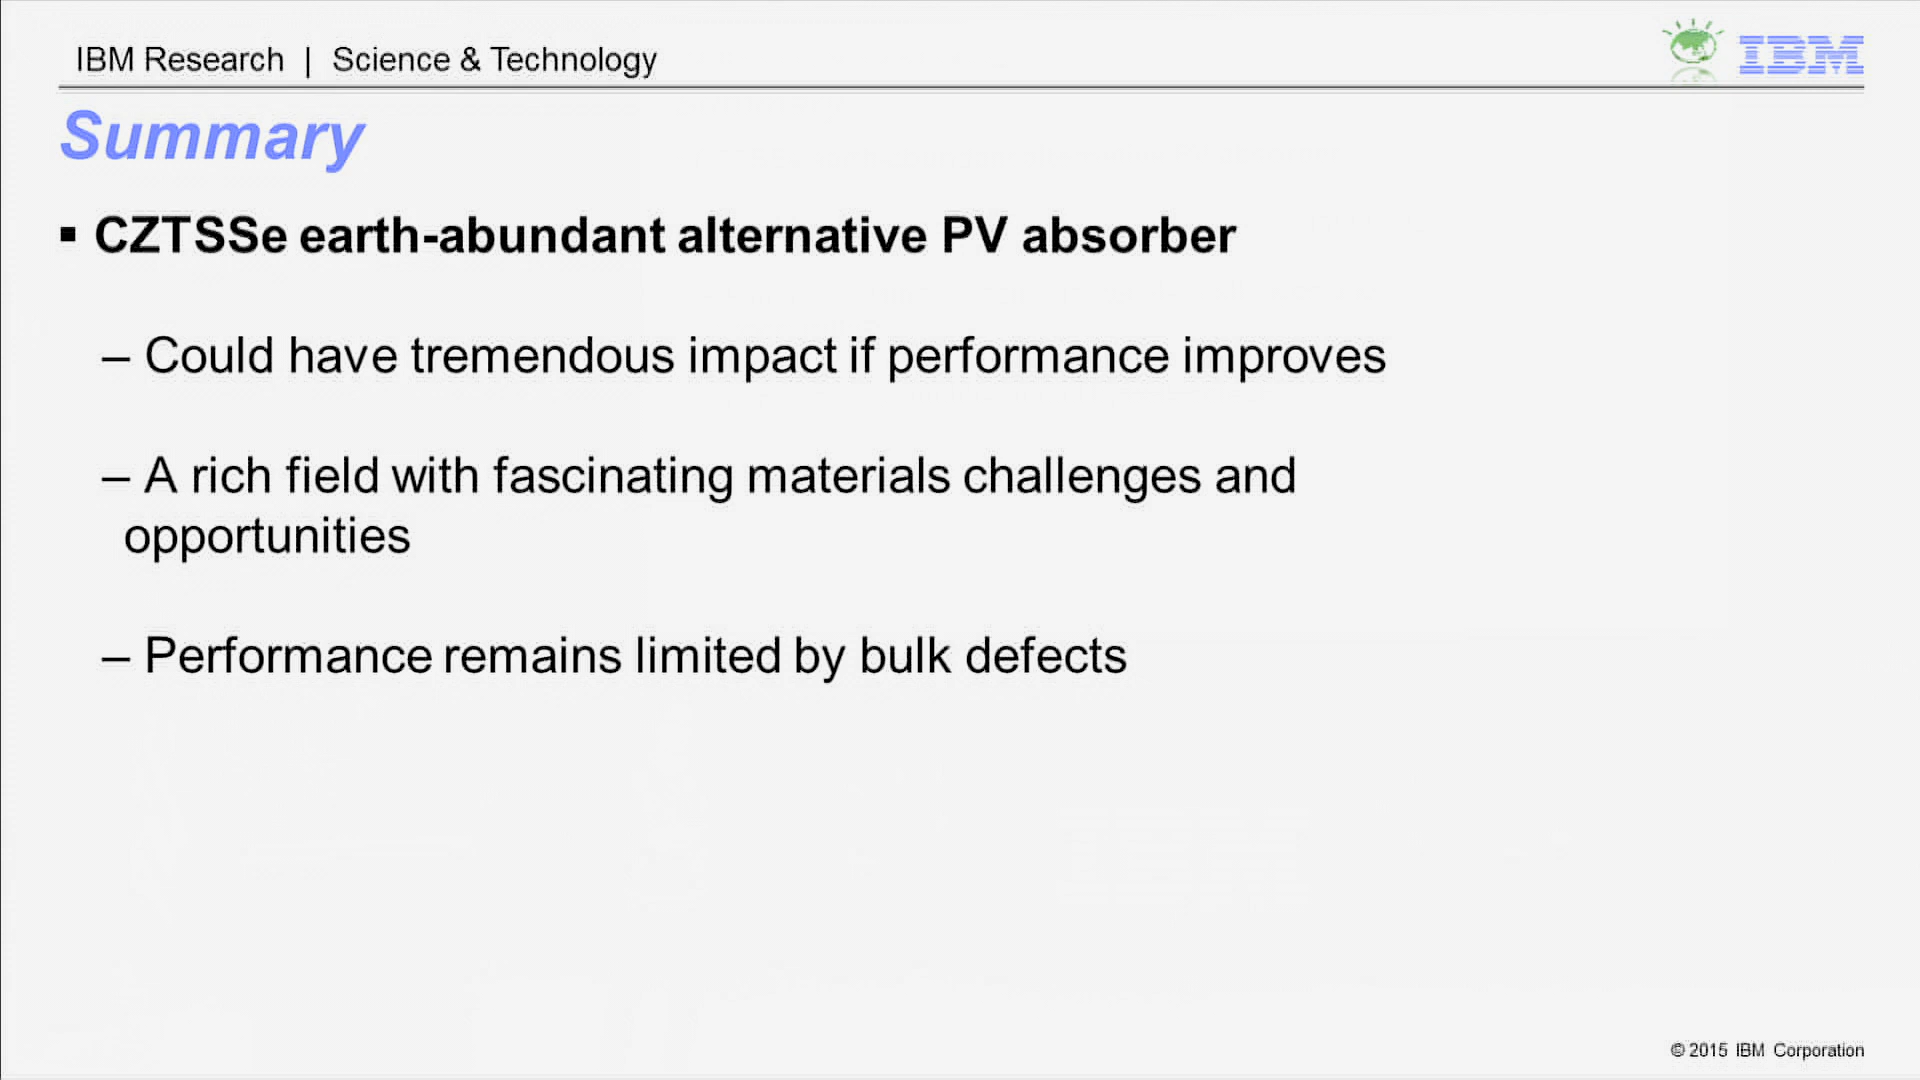 IBM Research | Science & Technology
IBM
Summary
▪ CZTSSe earth-abundant alternative PV absorber
– Could have tremendous impact if performance improves
– A rich field with fascinating materials challenges and
opportunities
– Performance remains limited by bulk defects
© 2015 IBM Corporation